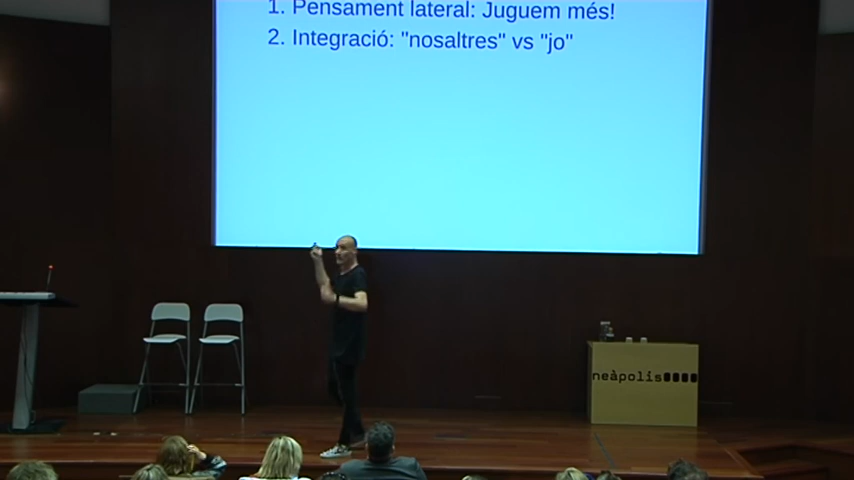 1. Pensament lateral: Juguem més!
2. Integració: "nosaltres" vs "jo"
neàpolis